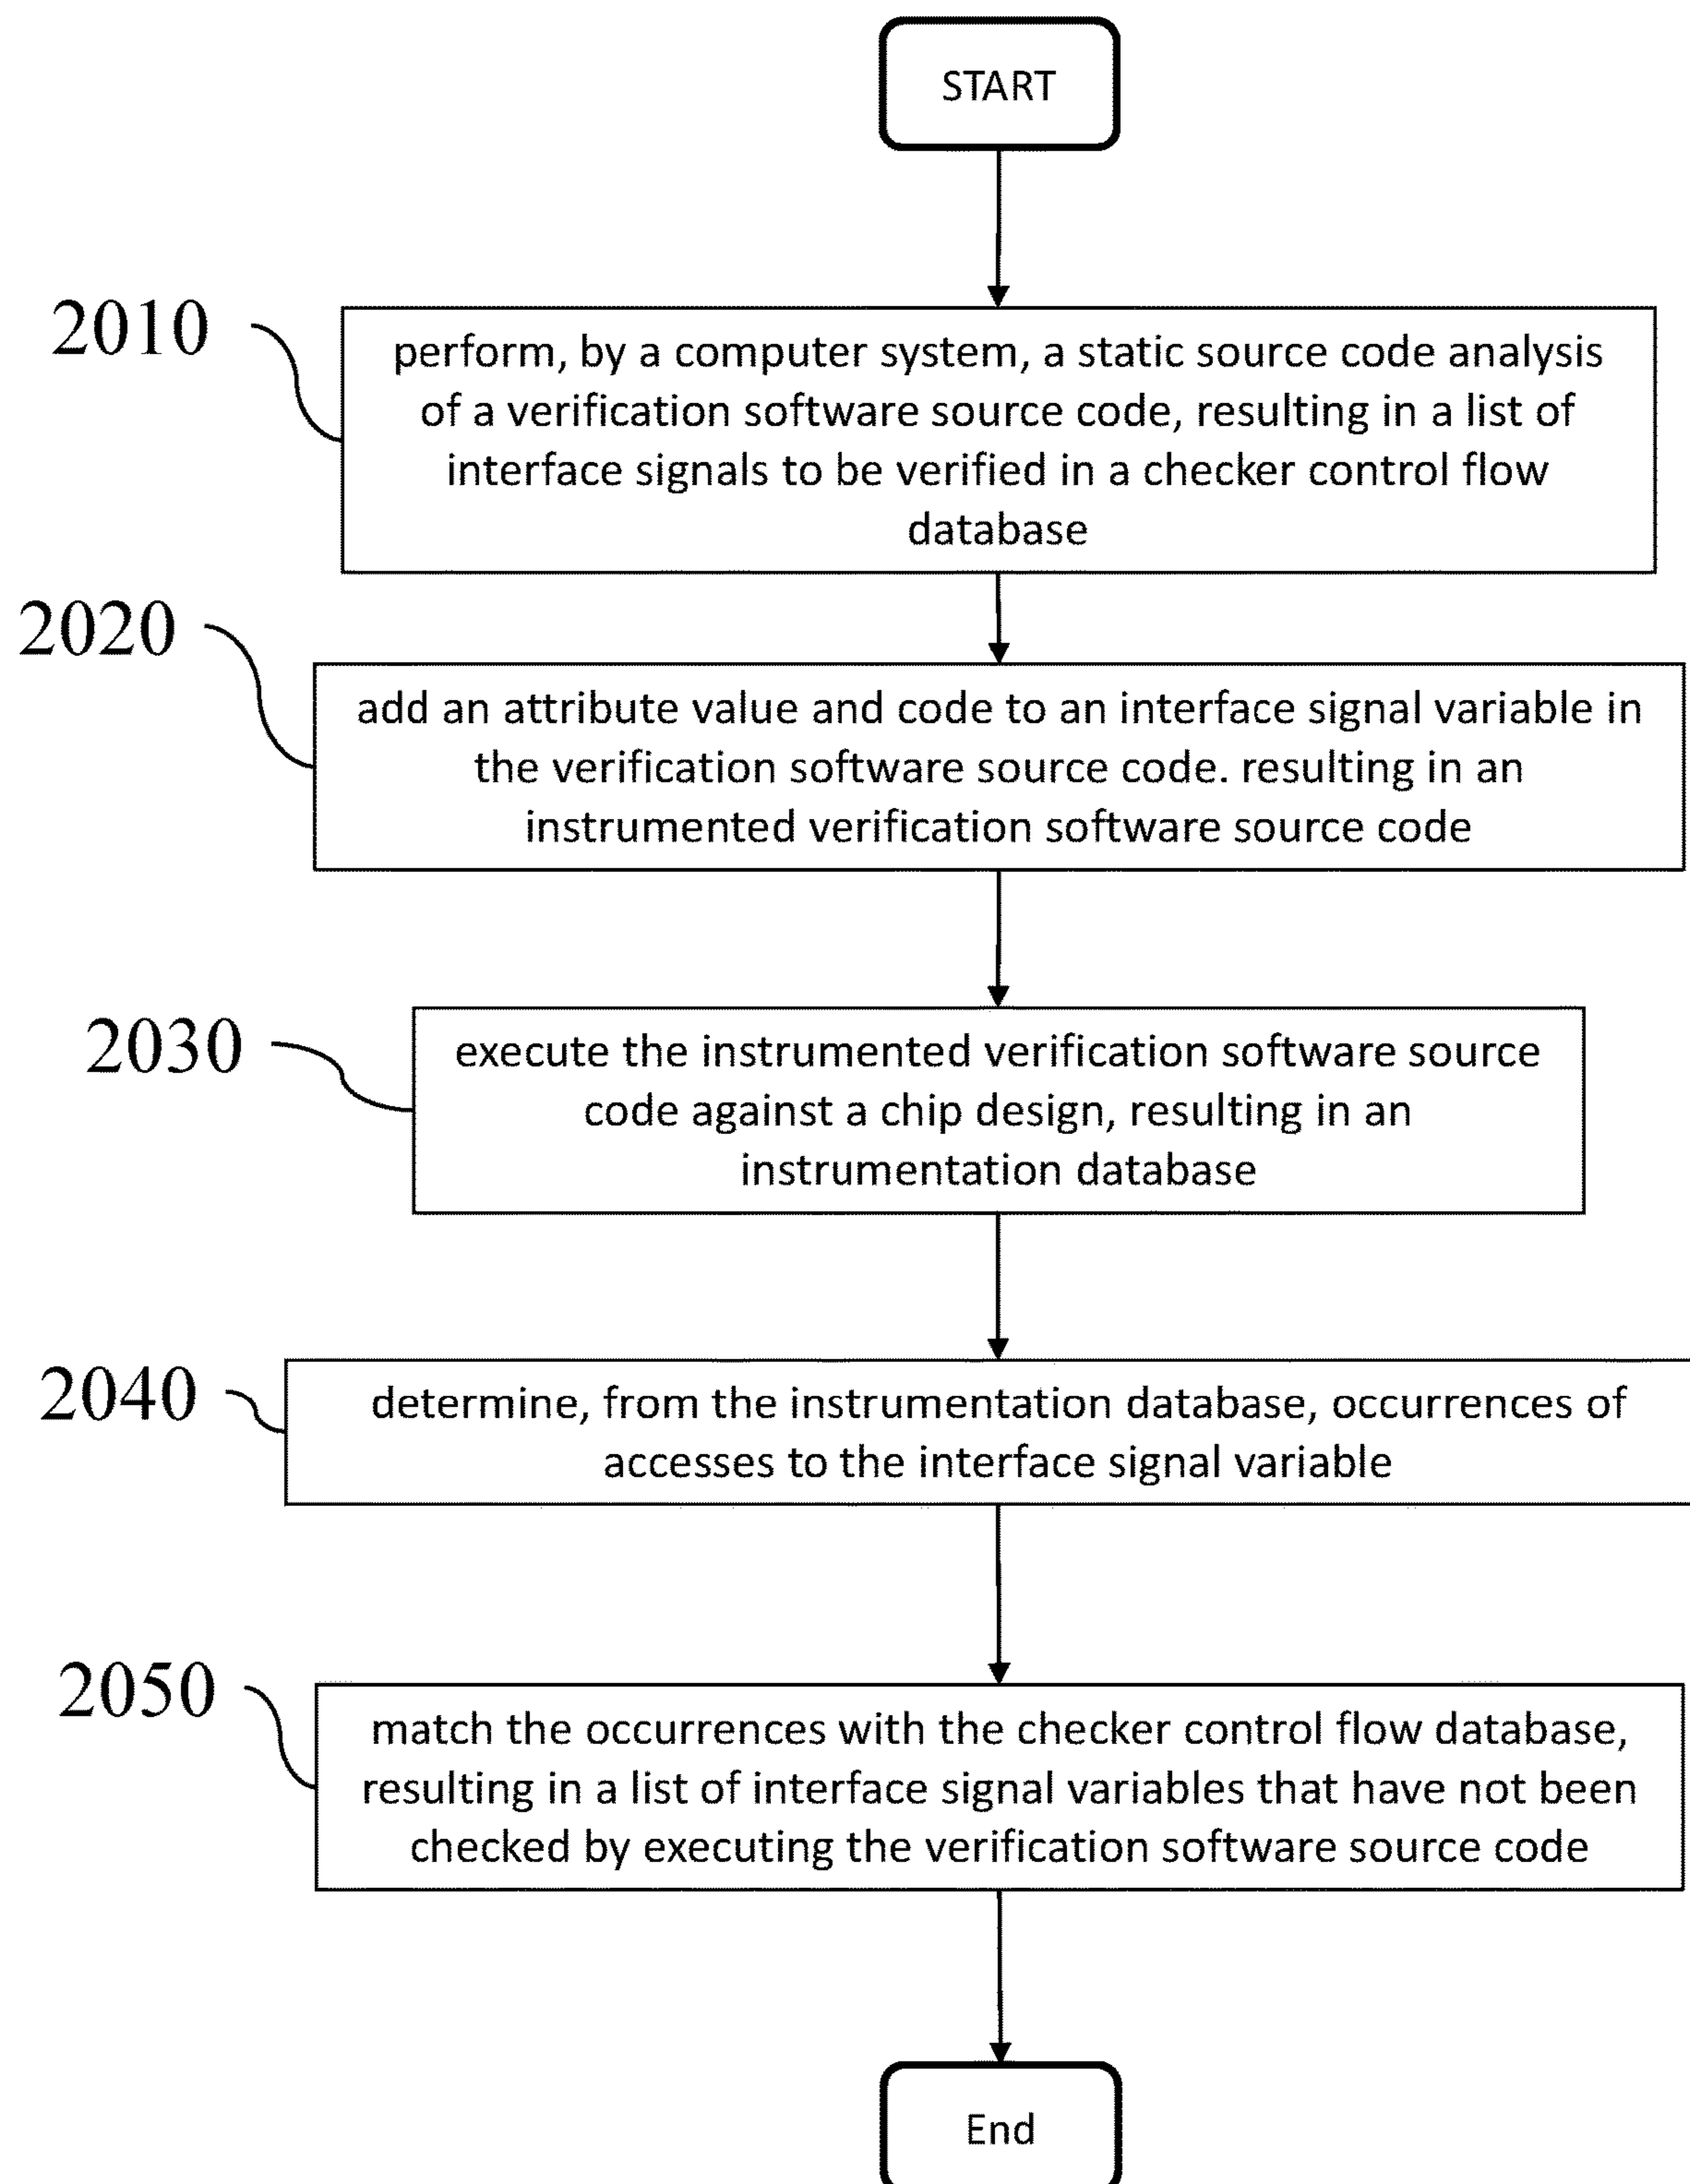 START
2010
perform, by a computer system, a static source code analysis
of a verification software source code, resulting in a list of
interface signals to be verified in a checker control flow
database
2020
add an attribute value and code to an interface signal variable in
the verification software source code. resulting in an
instrumented verification software source code
2030
execute the instrumented verification software source
code against a chip design, resulting in an
instrumentation database
2040
determine, from the instrumentation database, occurrences of
accesses to the interface signal variable
2050
match the occurrences with the checker control flow database,
resulting in a list of interface signal variables that have not been
checked by executing the verification software source code
End